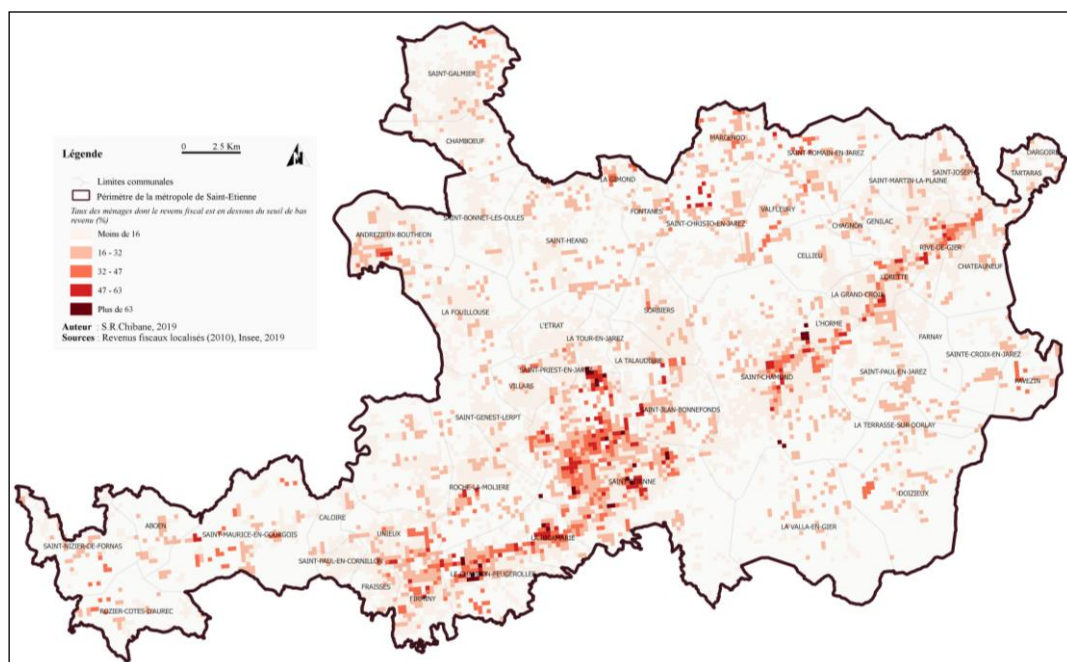 Légende
0 2.5 Km
N
Limites communales
Périmètre de la métropole de Saint-Etienne
Taux des ménages dont le revenu fiscal est en dessous du seuil de bas
revenu (%)
Moins de 16
16 - 32
32 - 47
47 - 63
Plus de 63
Auteur : S.R.Chibane, 2019
Sources : Revenus fiscaux localisés (2010), Insee, 2019
SAINT-GALMIER
CHAMBOEUF
MARCENOD
SAINT-ROMAIN-EN-JAREZ
DARGOIRE
TARTARAS
SAINT-JOSEPH
LA GIMOND
SAINT-MARTIN-LA-PLAINE
FONTANES
VALFLEURY
SAINT-BONNET-LES-OULES
SAINT-CHRISTO-EN-JAREZ
CHAGNON
GENILAC
ANDREZIEUX-BOUTHEON
SAINT-HEAND
RIVE-DE-GIER
CELLIEU
CHATEAUNEUF
LORETTE
LA GRAND-CROIX
LA FOUILLOUSE
SORBIERS
L'ETRAT
L'HORME
LA TOUR-EN-JAREZ
FARNAY
SAINTE-CROIX-EN-JAREZ
LA TALAUDIERE
SAINT-PRIEST-EN-JAREZ
SAINT-CHAMOND
SAINT-PAUL-EN-JAREZ
PAVEZIN
VILLARS
SAINT-JEAN-BONNEFONDS
SAINT-GENEST-LERPT
LA TERRASSE-SUR-DORLAY
SAINT-ETIENNE
ROCHE-LA-MOLIERE
DOIZIEUX
CALOIRE
ABOEN
LA VALLA-EN-GIER
SAINT-MAURICE-EN-GOURGOIS
UNIEUX
LA RICAMARIE
SAINT-NIZIER-DE-FORNAS
SAINT-PAUL-EN-CORNILLON
LE CHAMBON-FEUGEROLLES
FRAISSES
FIRMINY
ROZIER-COTES-D'AUREC